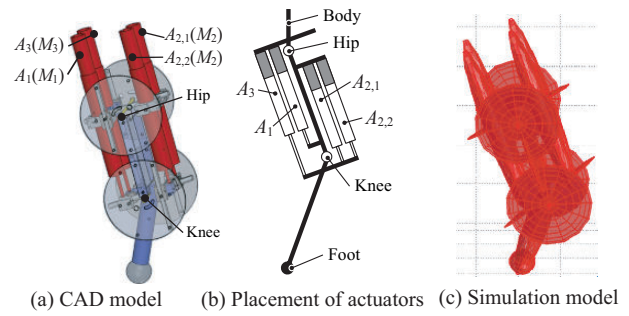 A3(M3)
A1(M1)
A2,1(M2)
A2,2(M2)
Hip
Knee
Body
Hip
A3
A1
A2,1
A2,2
Knee
Foot
(a) CAD model
(b) Placement of actuators
(c) Simulation model